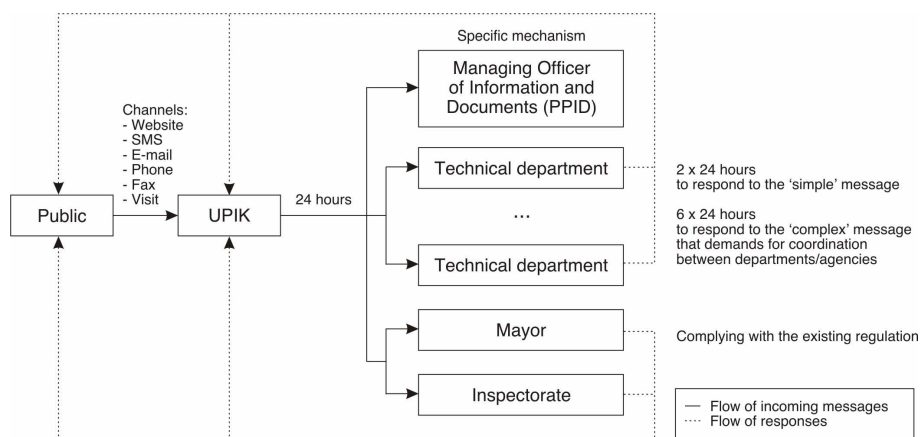 Specific mechanism
Managing Officer
of Information and
Documents (PPID)
Channels:
- Website
- SMS
- E-mail
- Phone
- Fax
- Visit
Public
UPIK
24 hours
Technical department
...
Technical department
2 x 24 hours
to respond to the ‘simple’ message
6 x 24 hours
to respond to the ‘complex’ message
that demands for coordination
between departments/agencies
Mayor
Inspectorate
Complying with the existing regulation
Flow of incoming messages
Flow of responses